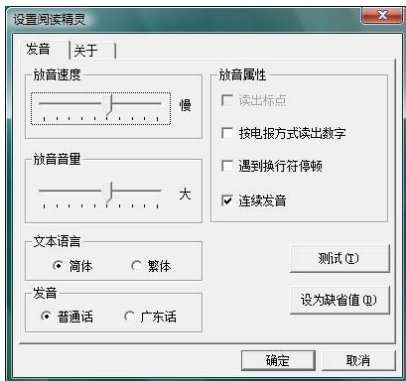 设置阅读精灵
发音 关于
放音速度
慢
放音音量
大
文本语言
简体 繁体
发音
普通话 广东话
放音属性
读出标点
按电报方式读出数字
遇到换行符停顿
连续发音
测试(T)
设为缺省值(D)
确定 取消